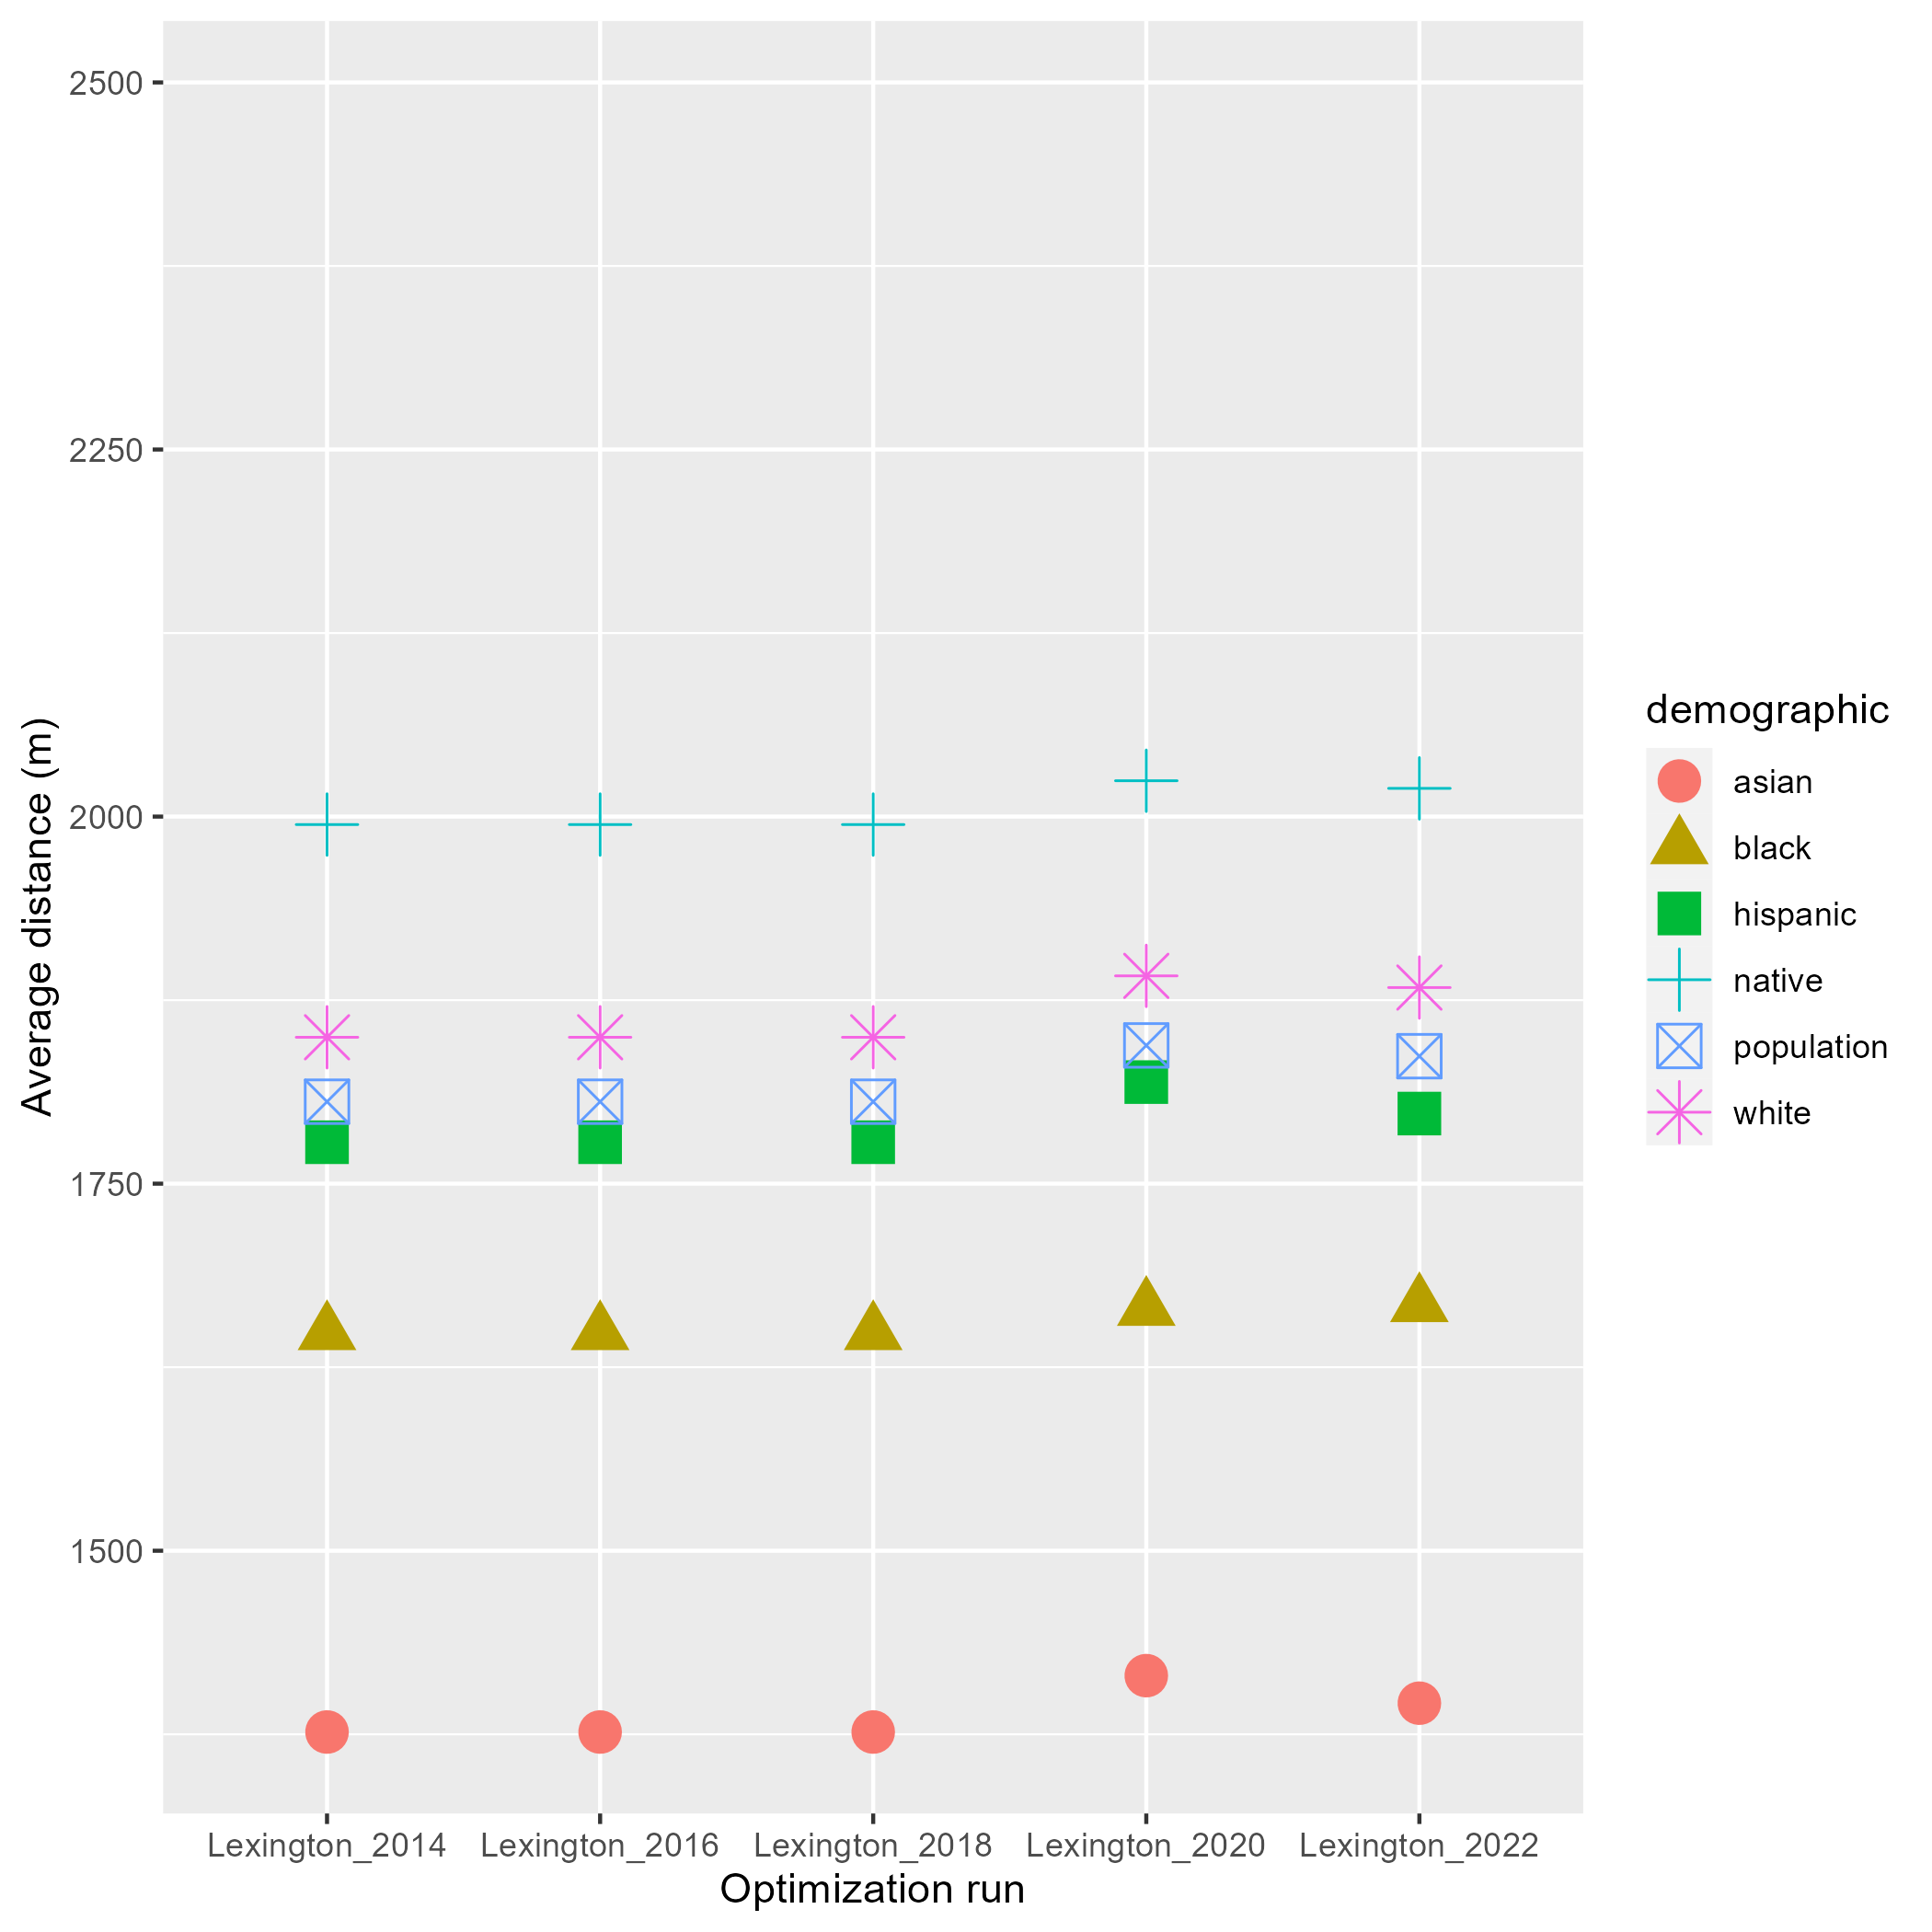 2500
2250
2000
1750
1500
Average distance (m)
Lexington_2014 Lexington_2016 Lexington_2018 Lexington_2020 Lexington_2022
Optimization run
demographic
asian
black
hispanic
native
population
white